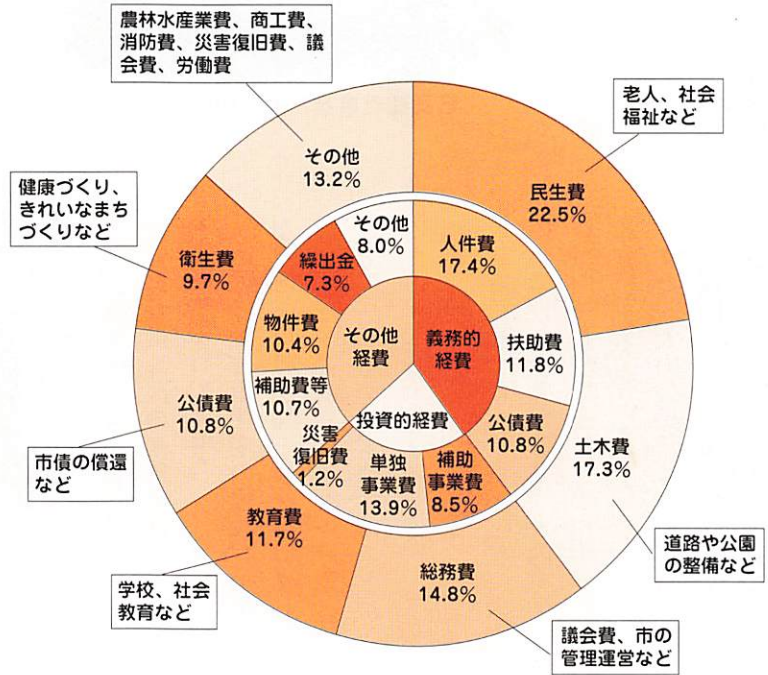 農林水産業費、商工費、
消防費、災害復旧費、議
会費、労働費
老人、社会
福祉など
その他
13.2%
民生費
22.5%
健康づくり、
きれいなまち
づくりなど
衛生費
9.7%
その他
8.0%
人件費
17.4%
繰出金
7.3%
物件費
10.4%
その他
経費
義務的
経費
扶助費
11.8%
補助費等
10.7%
投資的経費
公債費
10.8%
公債費
10.8%
災害
復旧費
1.2%
単独
事業費
13.9%
補助
事業費
8.5%
土木費
17.3%
市債の償還
など
教育費
11.7%
総務費
14.8%
道路や公園
の整備など
学校、社会
教育など
議会費、市の
管理運営など